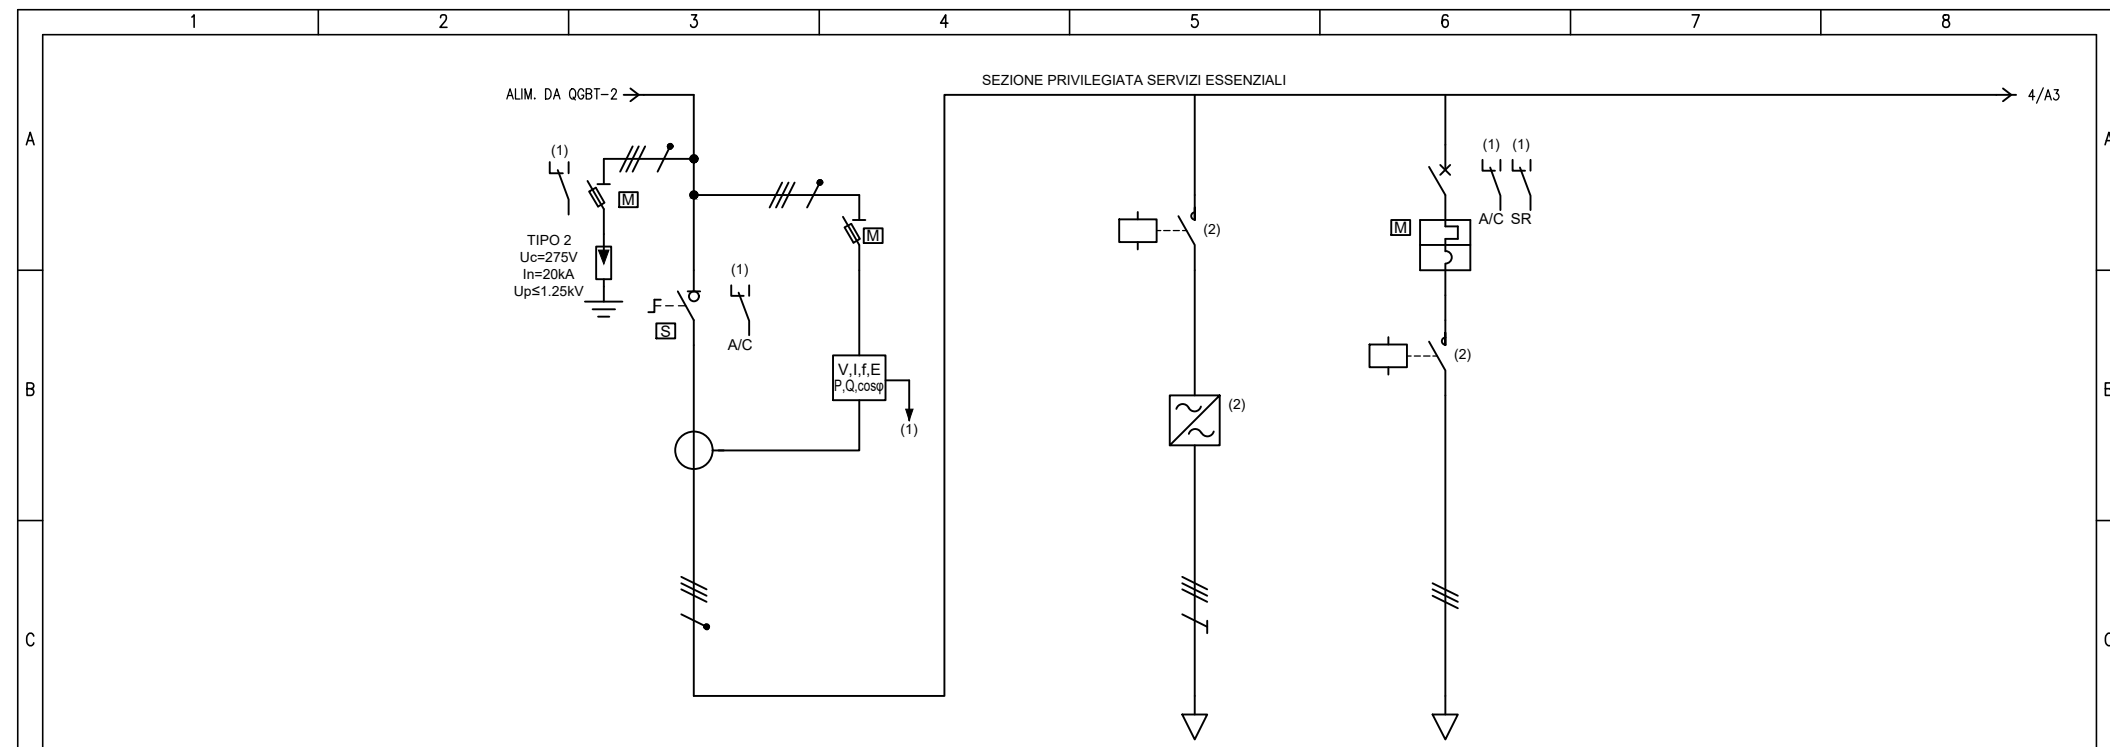 1 2 3 4 5 6 7 8
SEZIONE PRIVILEGIATA SERVIZI ESSENZIALI
ALIM. DA QGBT-2
4/A3
A
A
(1)
(1) (1)
M
A/C SR
M
M
(2)
TIPO 2
Uc=275V
In=20kA
Up≤1.25kV
(1)
S
A/C
(2)
V,I,f,E
P,Q,cosφ
B
(2)
(1)
C